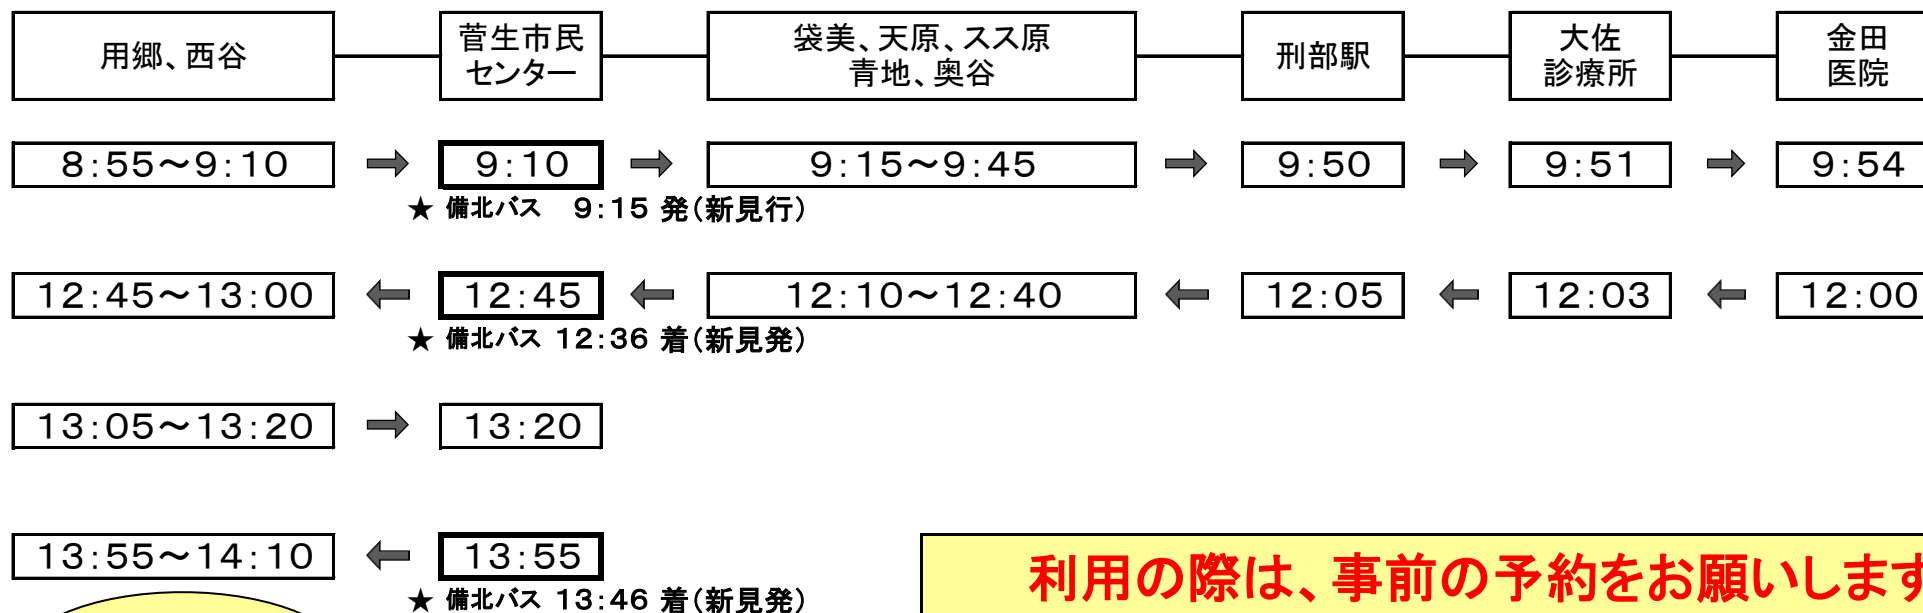 用郷、西谷
菅生市民
センター
袋美、天原、スス原
青地、奥谷
刑部駅
大佐
診療所
金田
医院
8:55～9:10 9:10 9:15～9:45 9:50 9:51 9:54
★ 備北バス 9:15 発(新見行)
12:45～13:00 12:45 12:10～12:40 12:05 12:03 12:00
★ 備北バス 12:36 着(新見発)
13:05～13:20 13:20
13:55～14:10 13:55
★ 備北バス 13:46 着(新見発)
利用の際は、事前の予約をお願いします